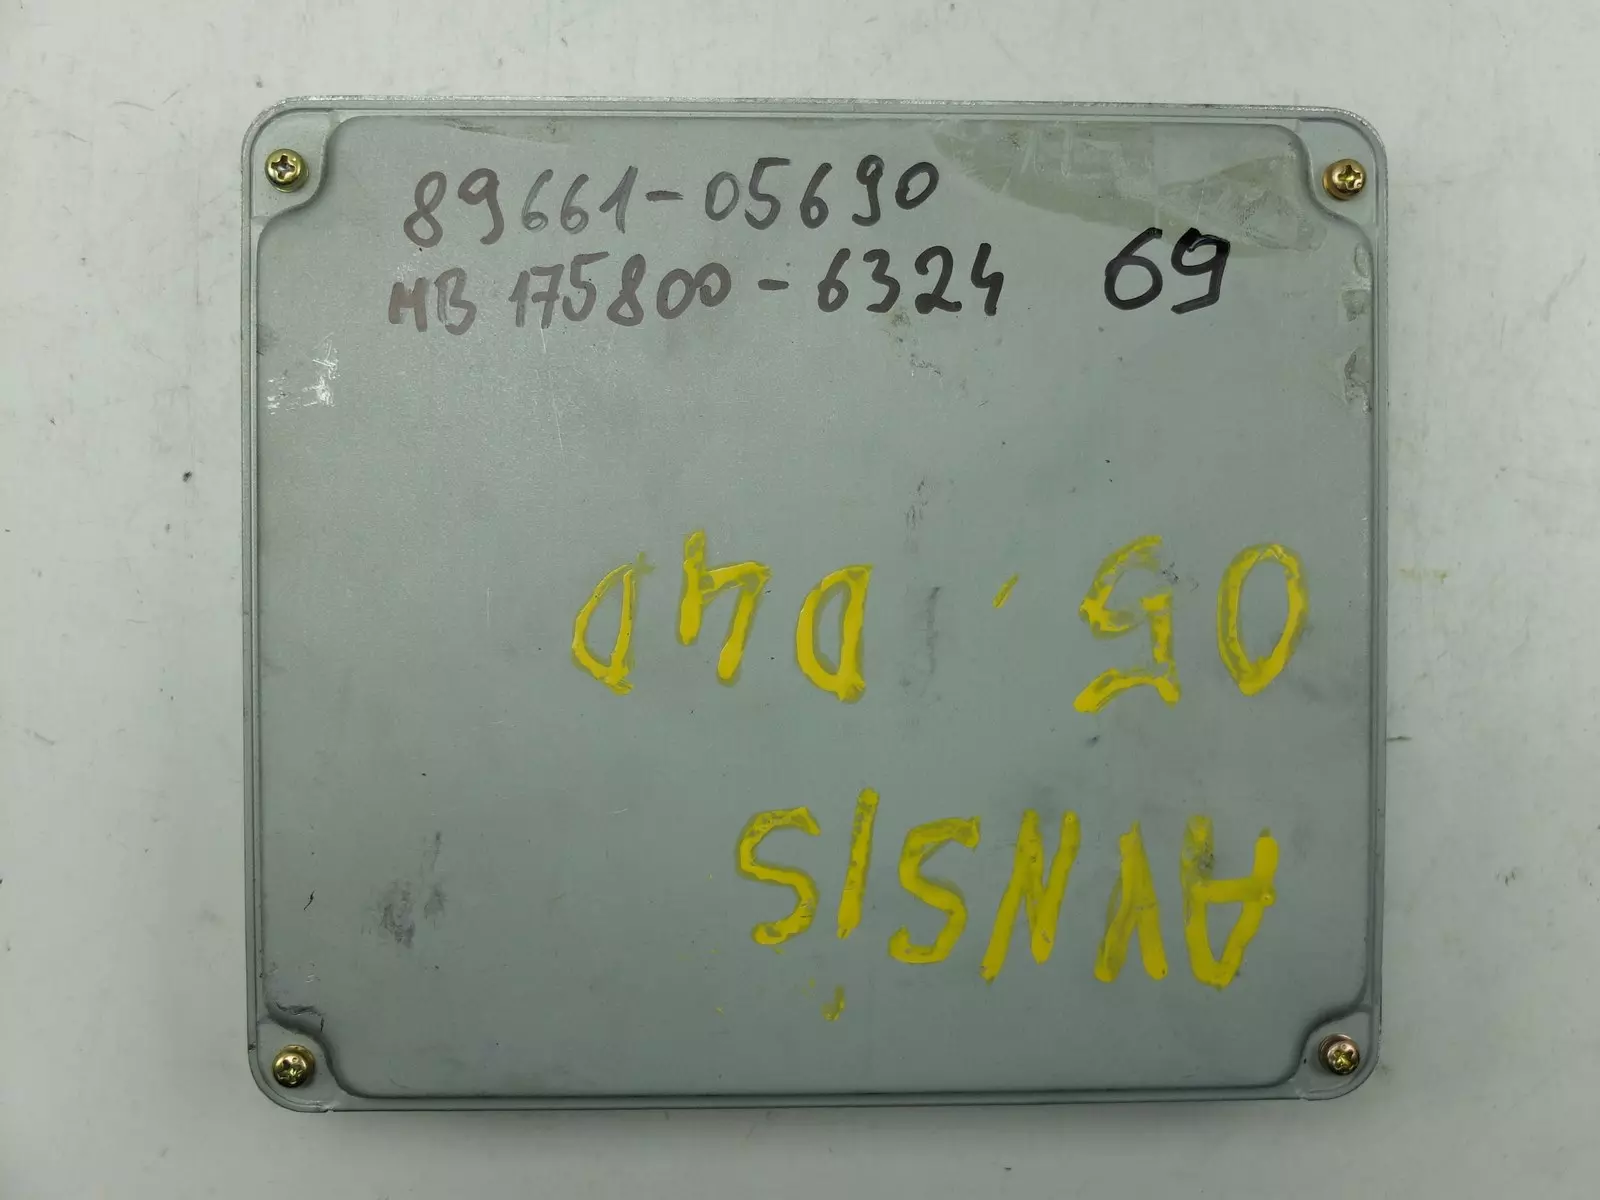 89661-05690
MB 175800-6324 69
AVNSIS
05. D4D